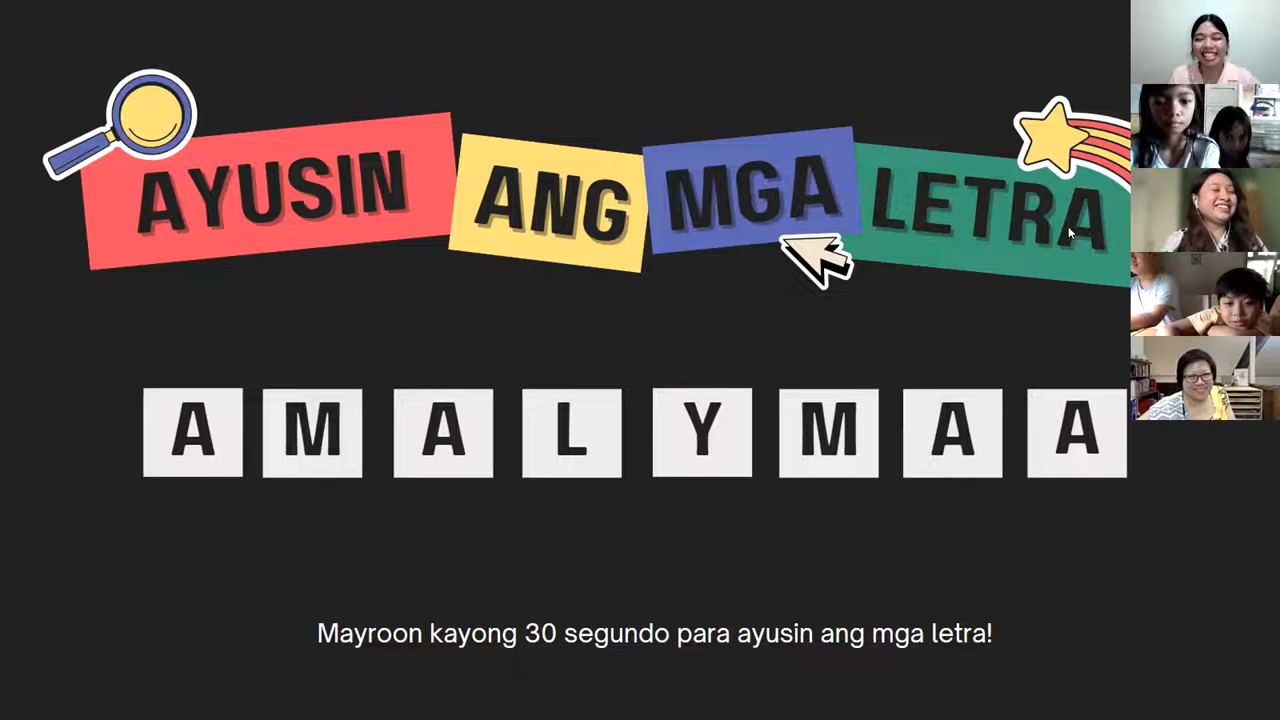 AYUSIN ANG MGA LETRA
A M A L Y M A A
Mayroon kayong 30 segundo para ayusin ang mga letra!